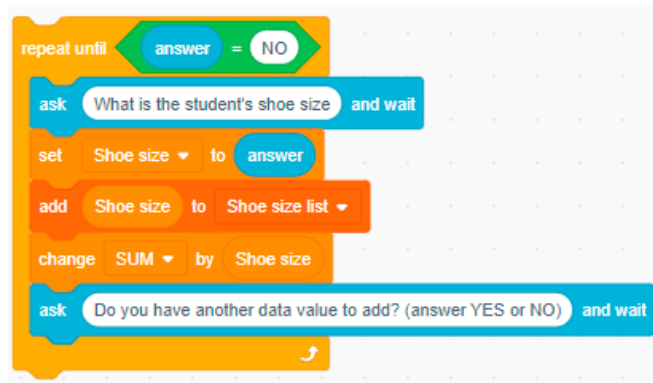 repeat until answer = NO
ask What is the student's shoe size and wait
set Shoe size to answer
add Shoe size to Shoe size list
change SUM by Shoe size
ask Do you have another data value to add? (answer YES or NO) and wait